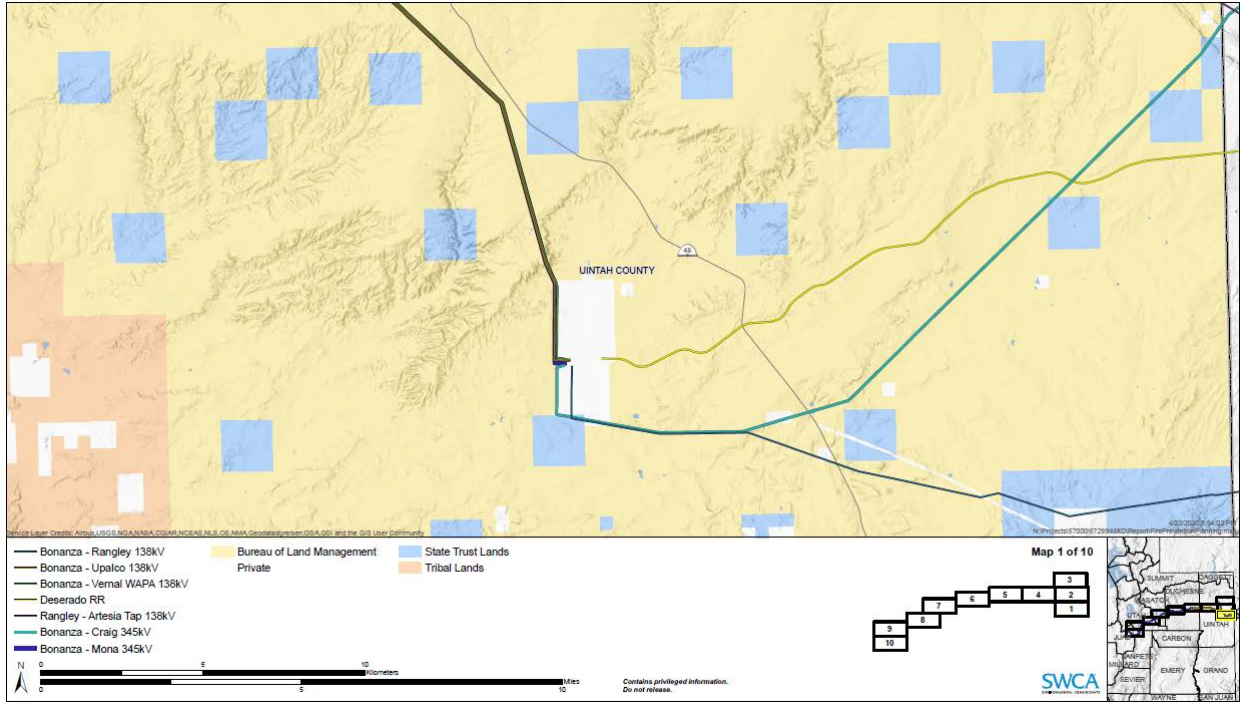 46
UINTAH COUNTY
Service Layer Credits: Airbus,USGS,NGA,NASA,CGIAR,NCEAS,NLS,OS,NMA,Geodatastyrelsen,GSA,GSI and the GIS User Community
Bonanza - Rangley 138kV
Bonanza - Upalco 138kV
Bonanza - Vernal WAPA 138kV
Deserado RR
Rangley - Artesia Tap 138kV
Bonanza - Craig 345kV
Bonanza - Mona 345kV
Bureau of Land Management
Private
State Trust Lands
Tribal Lands
Map 1 of 10
3
5 4 2
7 6 1
9 8
10
N
0 5 10
Kilometers
0 5 10
Miles
Contains privileged information.
Do not release.
SWCA
ENVIRONMENTAL CONSULTANTS
SUMMIT
DAGGETT
DUCHESNE
WASATCH
UINTAH
CARBON
SANPETE
MILLARD
EMERY
GRAND
SEVIER
WAYNE
SAN JUAN